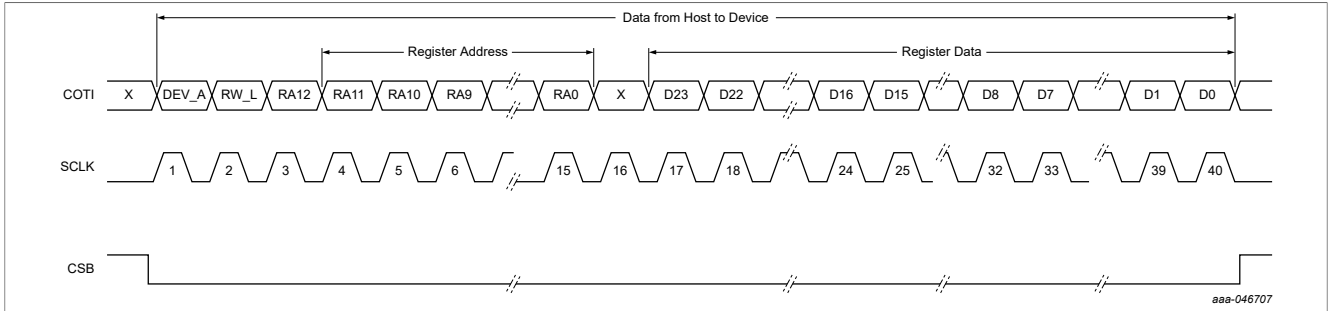 Data from Host to Device
Register Address Register Data
COTI X DEV_A RW_L RA12 RA11 RA10 RA9 RA0 X D23 D22 D16 D15 D8 D7 D1 D0
SCLK 1 2 3 4 5 6 15 16 17 18 24 25 32 33 39 40
CSB
aaa-046707